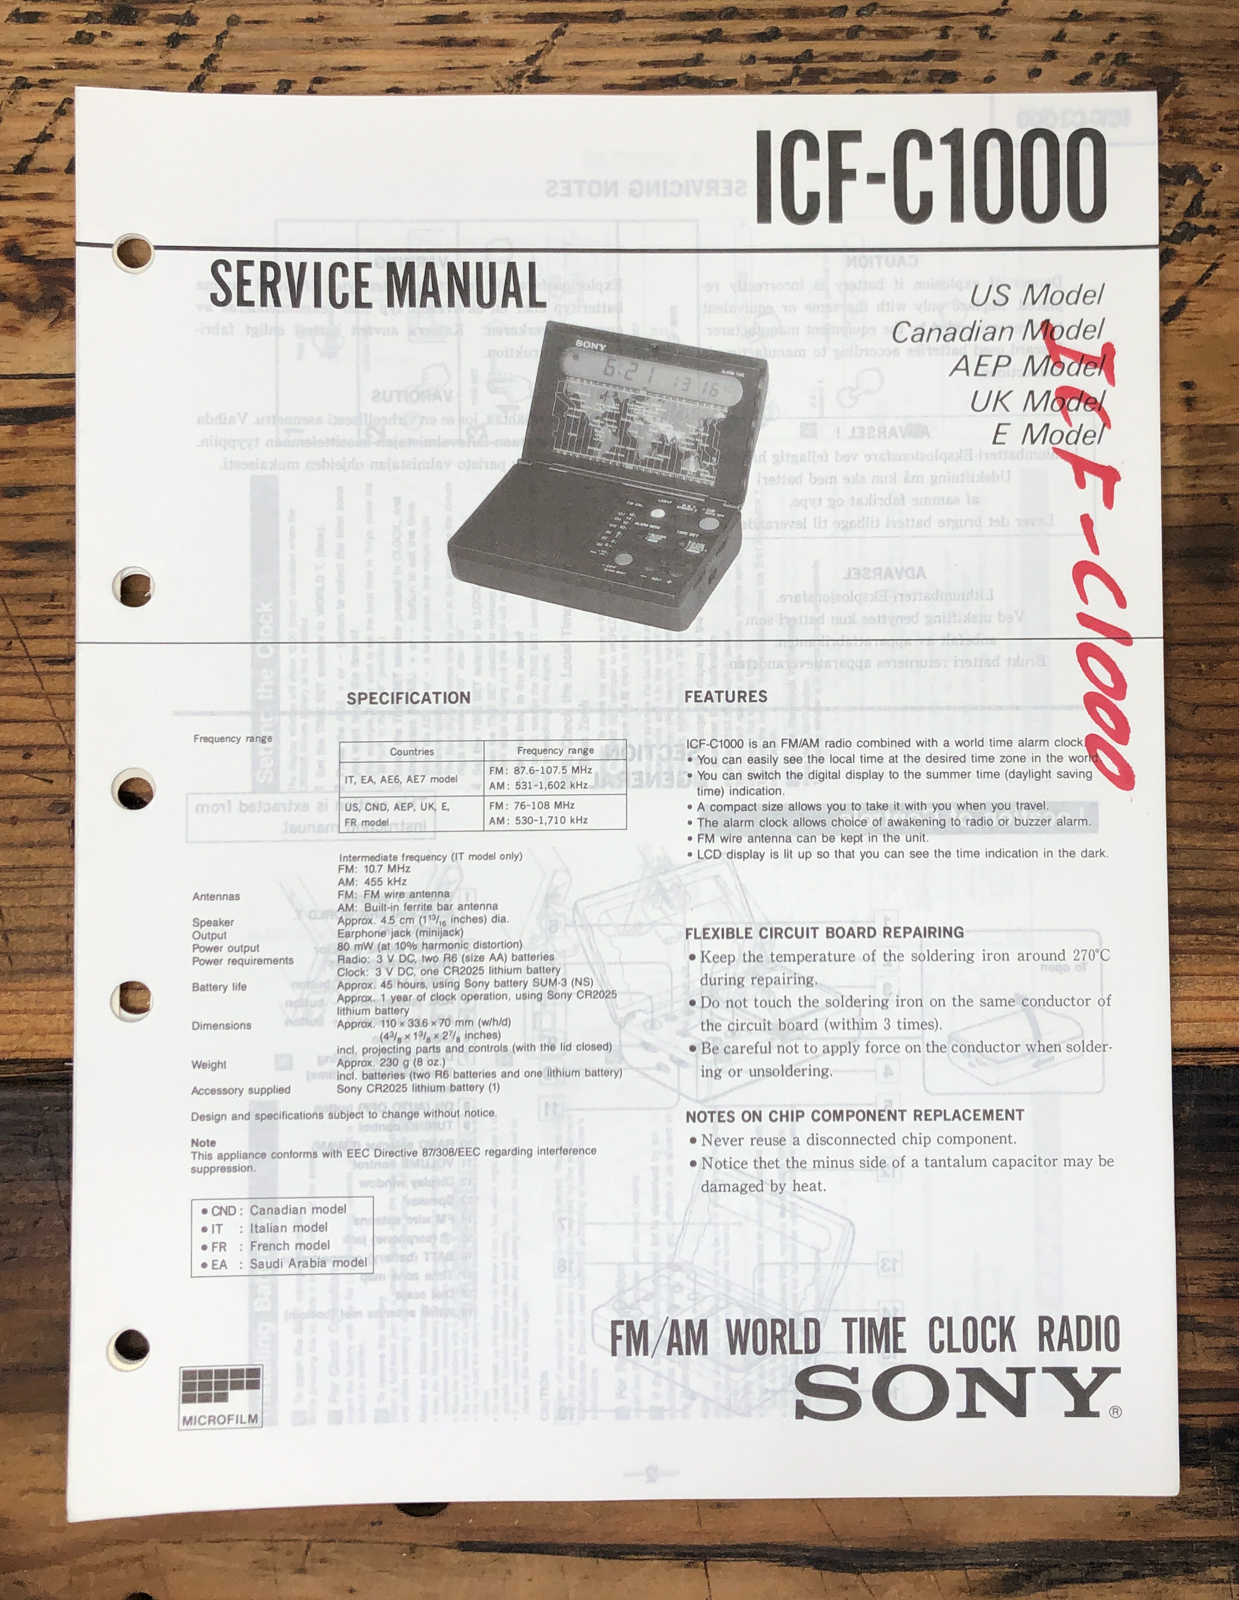 ICF-C1000
SERVICE MANUAL
US Model
Canadian Model
AEP Model
UK Model
E Model
ICF-C1000
SONY
6:21 13 16
SPECIFICATION
Frequency range
Countries Frequency range
IT, EA, AE6, AE7 model FM: 87.6-107.5 MHz
AM: 531-1,602 kHz
US, CND, AEP, UK, E, FM: 76-108 MHz
FR model AM: 530-1,710 kHz
Intermediate frequency (IT model only)
FM: 10.7 MHz
AM: 455 kHz
Antennas FM: FM wire antenna
AM: Built-in ferrite bar antenna
Speaker Approx. 4.5 cm (1 13/16 inches) dia.
Output Earphone jack (minijack)
Power output 80 mW (at 10% harmonic distortion)
Power requirements Radio: 3 V DC, two R6 (size AA) batteries
Clock: 3 V DC, one CR2025 lithium battery
Battery life Approx. 45 hours, using Sony battery SUM-3 (NS)
Approx. 1 year of clock operation, using Sony CR2025
lithium battery
Dimensions Approx. 110 × 33.6 × 70 mm (w/h/d)
(4 3/8 × 1 3/8 × 2 7/8 inches)
incl. projecting parts and controls (with the lid closed)
Weight Approx. 230 g (8 oz.)
incl. batteries (two R6 batteries and one lithium battery)
Accessory supplied Sony CR2025 lithium battery (1)
Design and specifications subject to change without notice.
Note
This appliance conforms with EEC Directive 87/308/EEC regarding interference
suppression.
• CND : Canadian model
• IT : Italian model
• FR : French model
• EA : Saudi Arabia model
MICROFILM
FEATURES
ICF-C1000 is an FM/AM radio combined with a world time alarm clock.
• You can easily see the local time at the desired time zone in the world.
• You can switch the digital display to the summer time (daylight saving
time) indication.
• A compact size allows you to take it with you when you travel.
• The alarm clock allows choice of awakening to radio or buzzer alarm.
• FM wire antenna can be kept in the unit.
• LCD display is lit up so that you can see the time indication in the dark.
FLEXIBLE CIRCUIT BOARD REPAIRING
• Keep the temperature of the soldering iron around 270°C
during repairing.
• Do not touch the soldering iron on the same conductor of
the circuit board (within 3 times).
• Be careful not to apply force on the conductor when solder-
ing or unsoldering.
NOTES ON CHIP COMPONENT REPLACEMENT
• Never reuse a disconnected chip component.
• Notice thet the minus side of a tantalum capacitor may be
damaged by heat.
FM/AM WORLD TIME CLOCK RADIO
SONY®